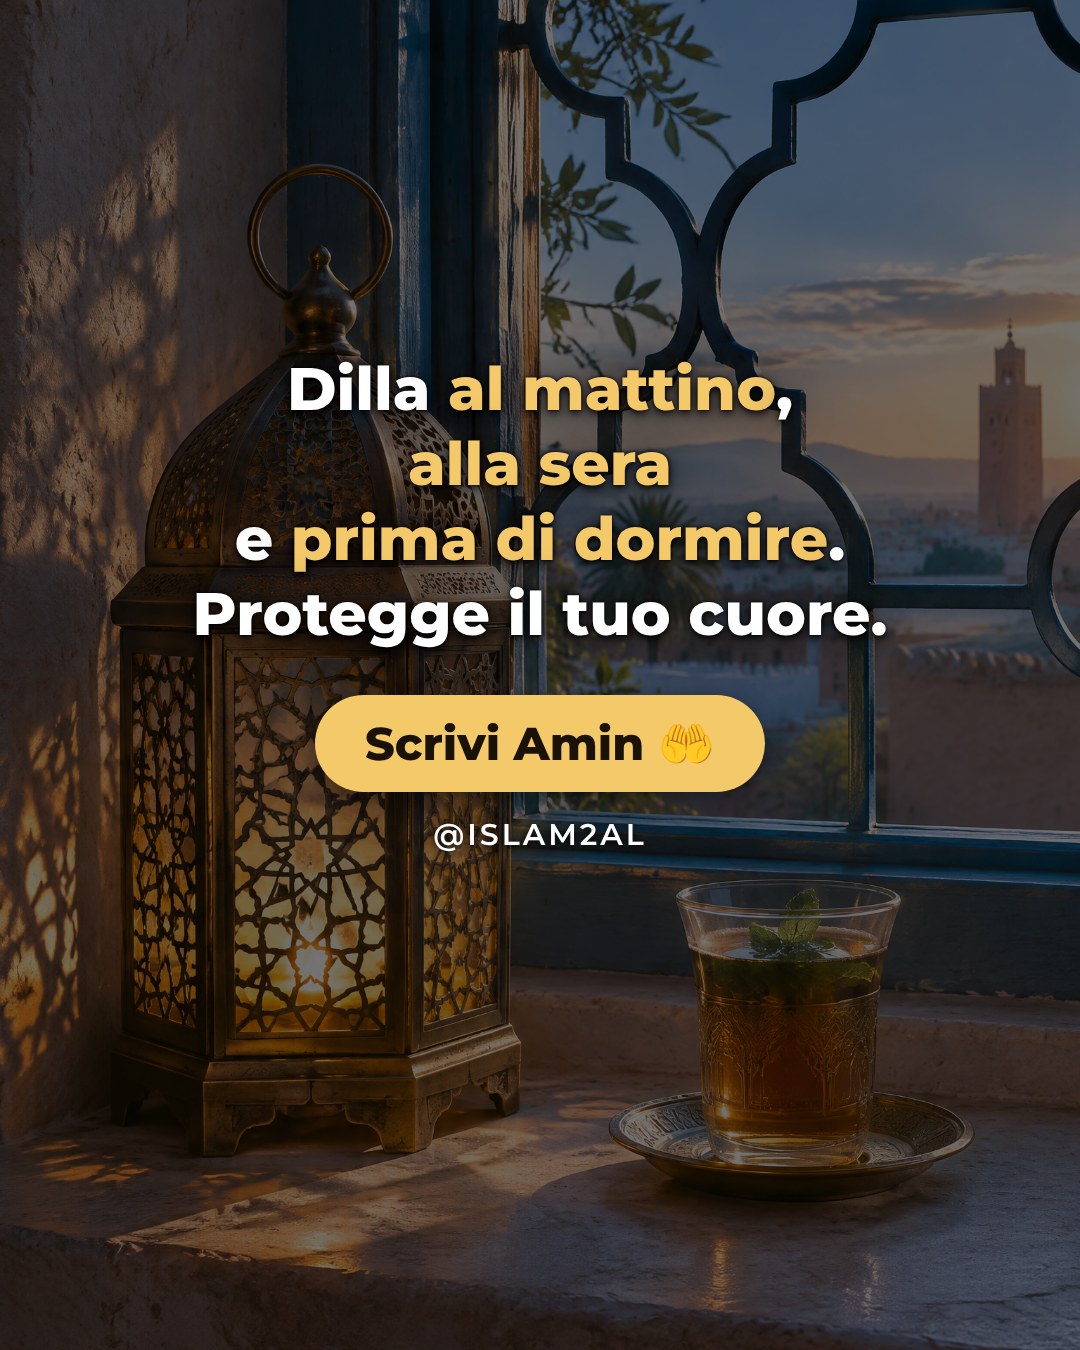 Dilla al mattino,
alla sera
e prima di dormire.
Protegge il tuo cuore.
Scrivi Amin 🤲
@ISLAM2AL